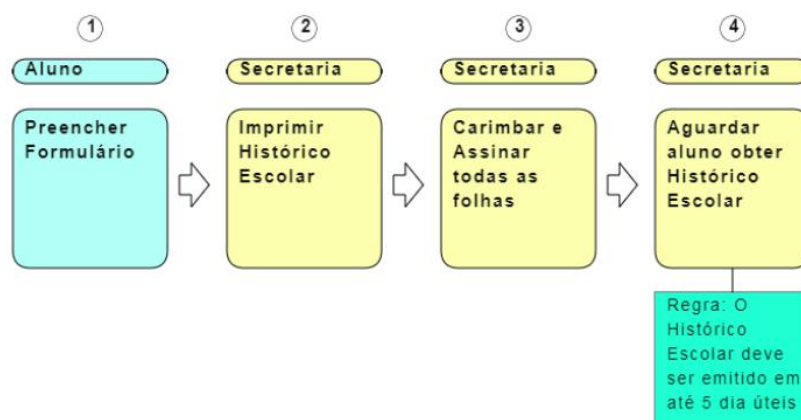 1
2
3
4
Aluno
Secretaria
Secretaria
Secretaria
Preencher
Formulário
Imprimir
Histórico
Escolar
Carimbar e
Assinar
todas as
folhas
Aguardar
aluno obter
Histórico
Escolar
Regra: O
Histórico
Escolar deve
ser emitido em
até 5 dia úteis